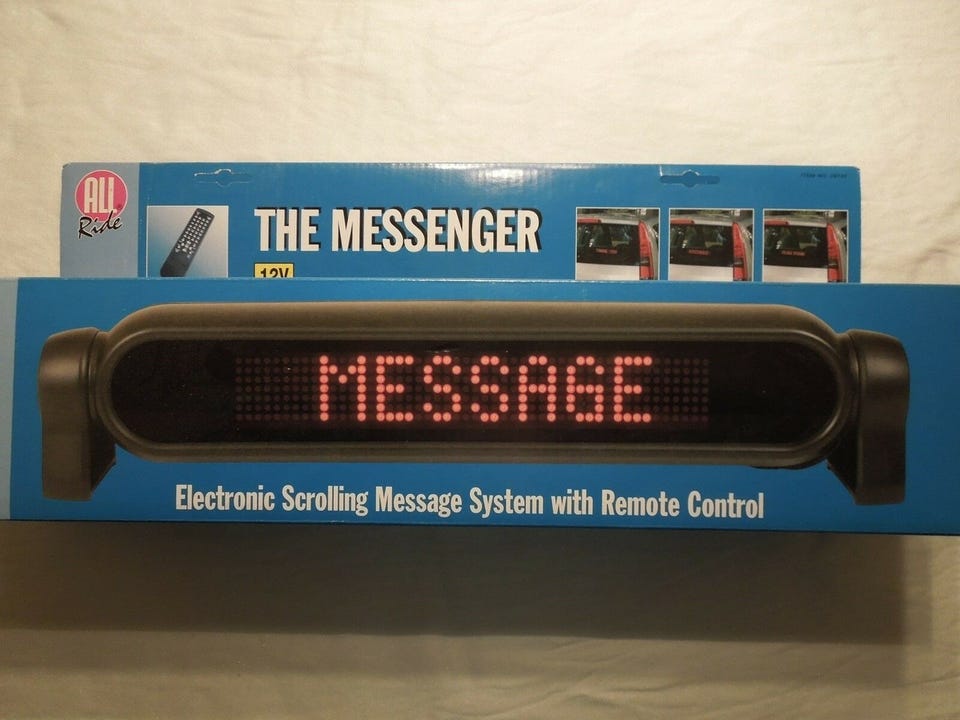 ALL
Ride
THE MESSENGER
12V
MESSAGE
Electronic Scrolling Message System with Remote Control